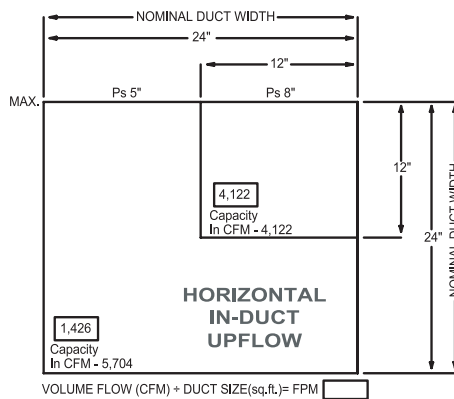 NOMINAL DUCT WIDTH
24"
12"
MAX.
Ps 5"
Ps 8"
12"
24"
NOMINAL DUCT WIDTH
4,122
Capacity
In CFM - 4,122
HORIZONTAL
IN-DUCT
UPFLOW
1,426
Capacity
In CFM - 5,704
VOLUME FLOW (CFM) ÷ DUCT SIZE(sq.ft.)= FPM